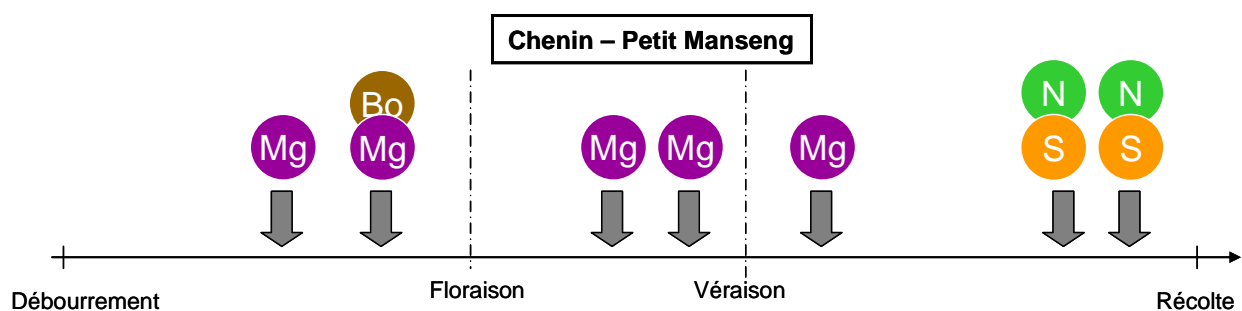 Chenin – Petit Manseng
Bo N N
Mg Mg Mg Mg Mg S S
Débourrement Floraison Véraison Récolte